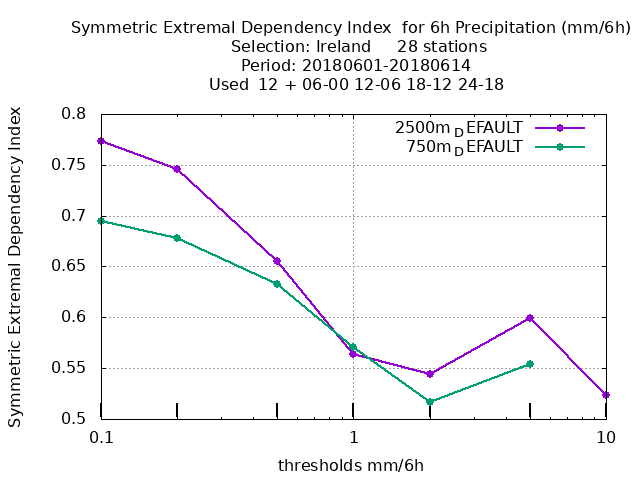 Symmetric Extremal Dependency Index  for 6h Precipitation (mm/6h)
Selection: Ireland     28 stations
Period: 20180601-20180614
Used  12 + 06-00 12-06 18-12 24-18
2500m_DEFAULT
750m_DEFAULT
Symmetric Extremal Dependency Index
0.8
0.75
0.7
0.65
0.6
0.55
0.5
0.1 1 10
thresholds mm/6h